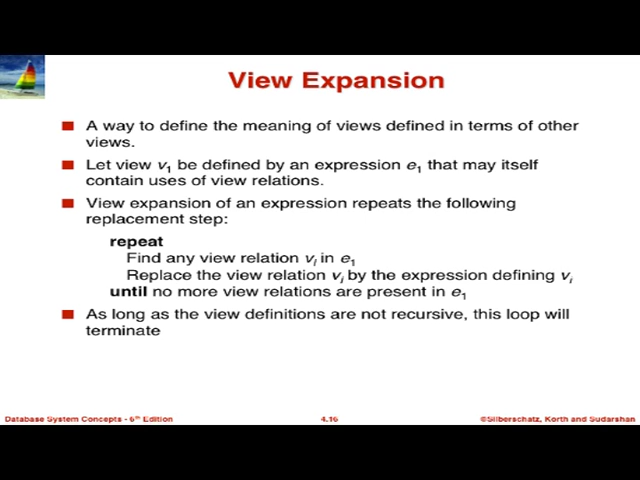 View Expansion
■ A way to define the meaning of views defined in terms of other
views.
■ Let view v1 be defined by an expression e1 that may itself
contain uses of view relations.
■ View expansion of an expression repeats the following
replacement step:
repeat
Find any view relation vi in e1
Replace the view relation vi by the expression defining vi
until no more view relations are present in e1
■ As long as the view definitions are not recursive, this loop will
terminate
Database System Concepts - 6th Edition
4.16
©Silberschatz, Korth and Sudarshan